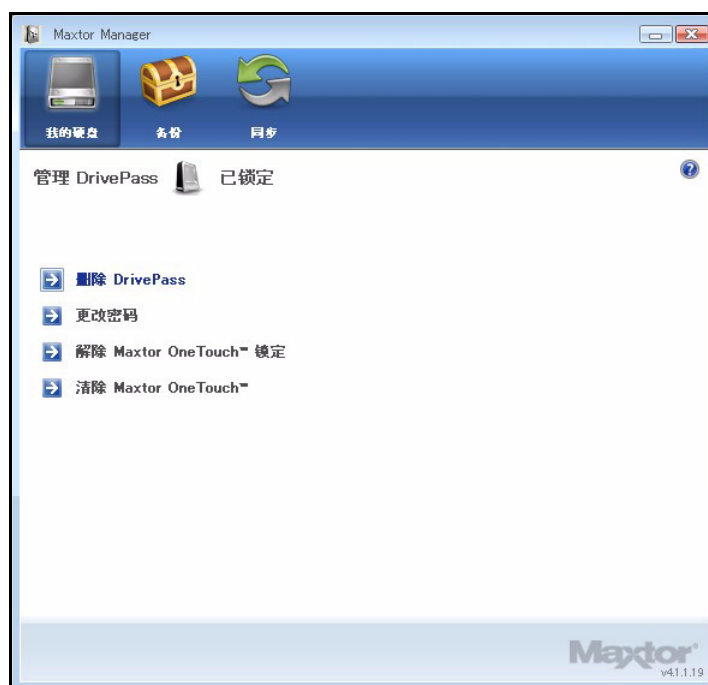 Maxtor Manager
我的硬盘 备份 同步
管理 DrivePass 已锁定
删除 DrivePass
更改密码
解除 Maxtor OneTouch™ 锁定
清除 Maxtor OneTouch™
Maxtor
v4.1.1.19